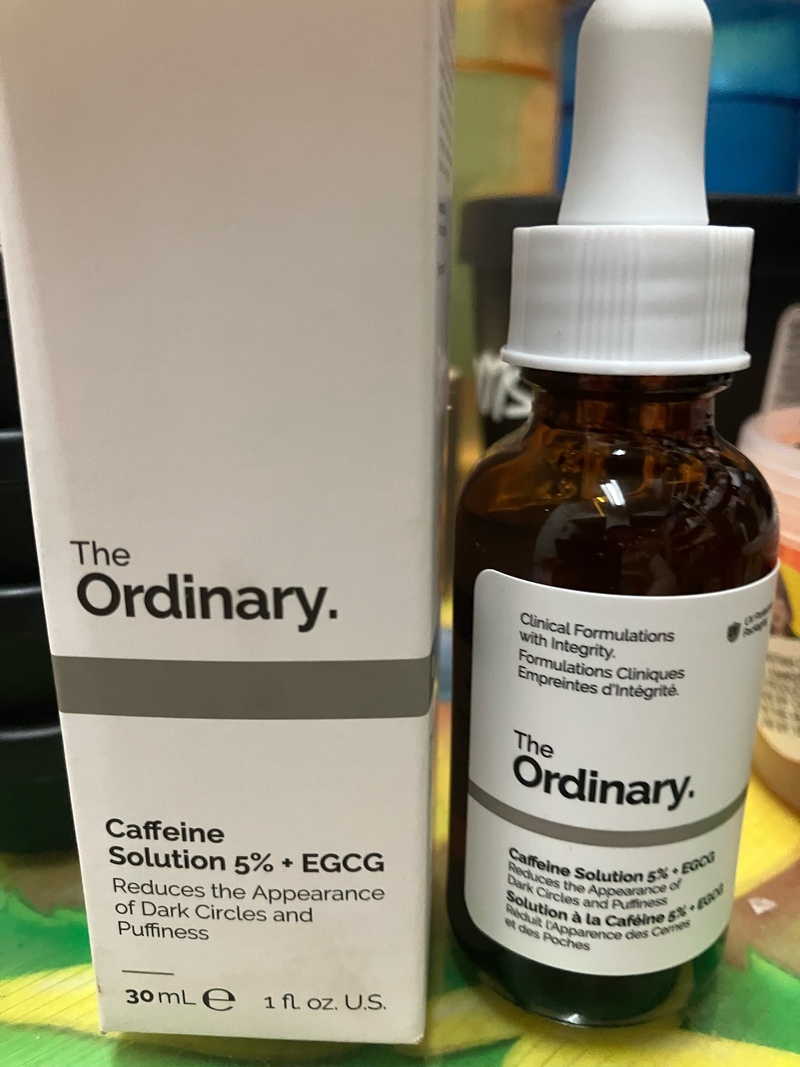 The
Ordinary.
Caffeine
Solution 5% + EGCG
Reduces the Appearance
of Dark Circles and
Puffiness
30 mL e 1 fl. oz. U.S.
Clinical Formulations
with Integrity.
Formulations Cliniques
Empreintes d'Intégrité.
The
Ordinary.
Caffeine Solution 5% + EGCG
Reduces the Appearance of
Dark Circles and Puffiness
Solution à la Caféine 5% + EGCG
Réduit l'Apparence des Cernes
et des Poches